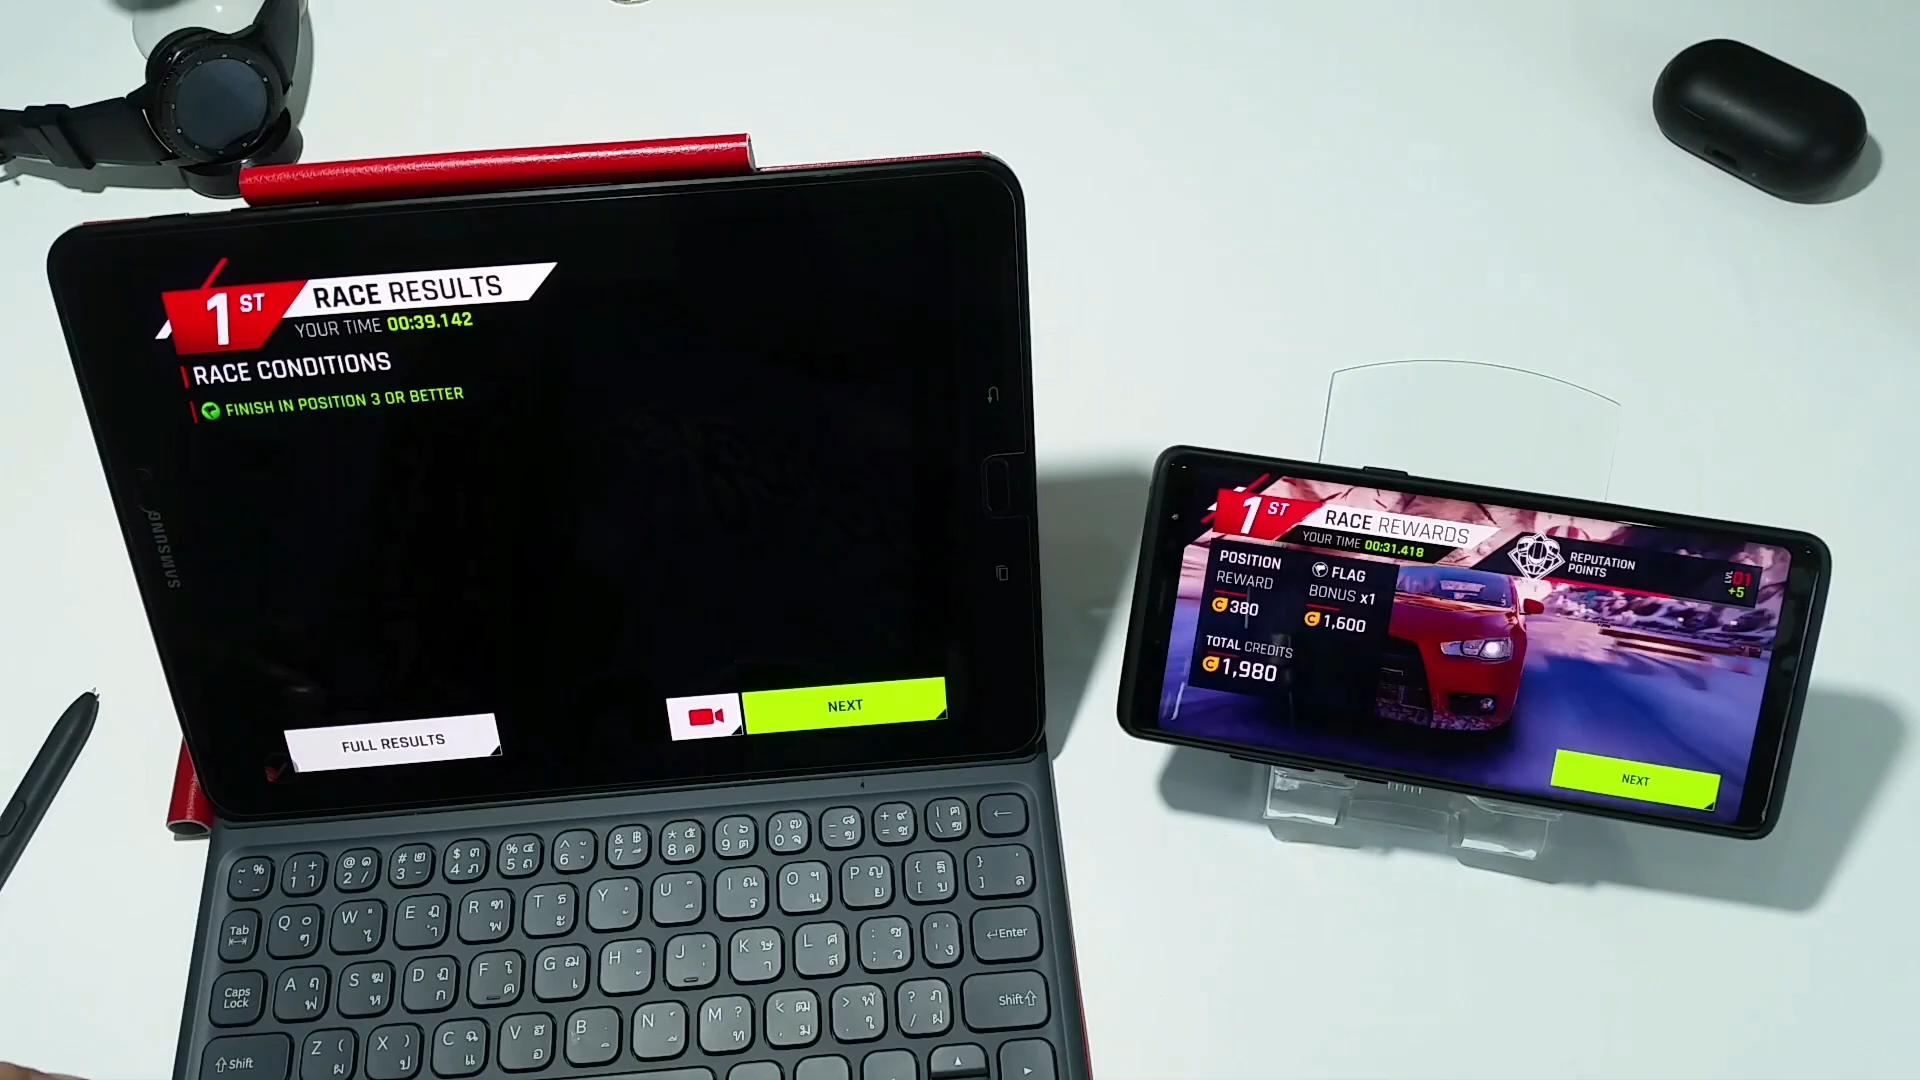 1ST RACE RESULTS
YOUR TIME 00:39.142
RACE CONDITIONS
FINISH IN POSITION 3 OR BETTER
SAMSUNG
FULL RESULTS
NEXT
1ST RACE REWARDS
YOUR TIME 00:31.418
REPUTATION
POINTS
LVL 01
+5
POSITION
REWARD
380
FLAG
BONUS x1
1,600
TOTAL CREDITS
1,980
NEXT
Tab
Q W E R T Y U I O P
Caps
Lock
A S D F G H J K L
Enter
Shift
Z X C V B N M
Shift